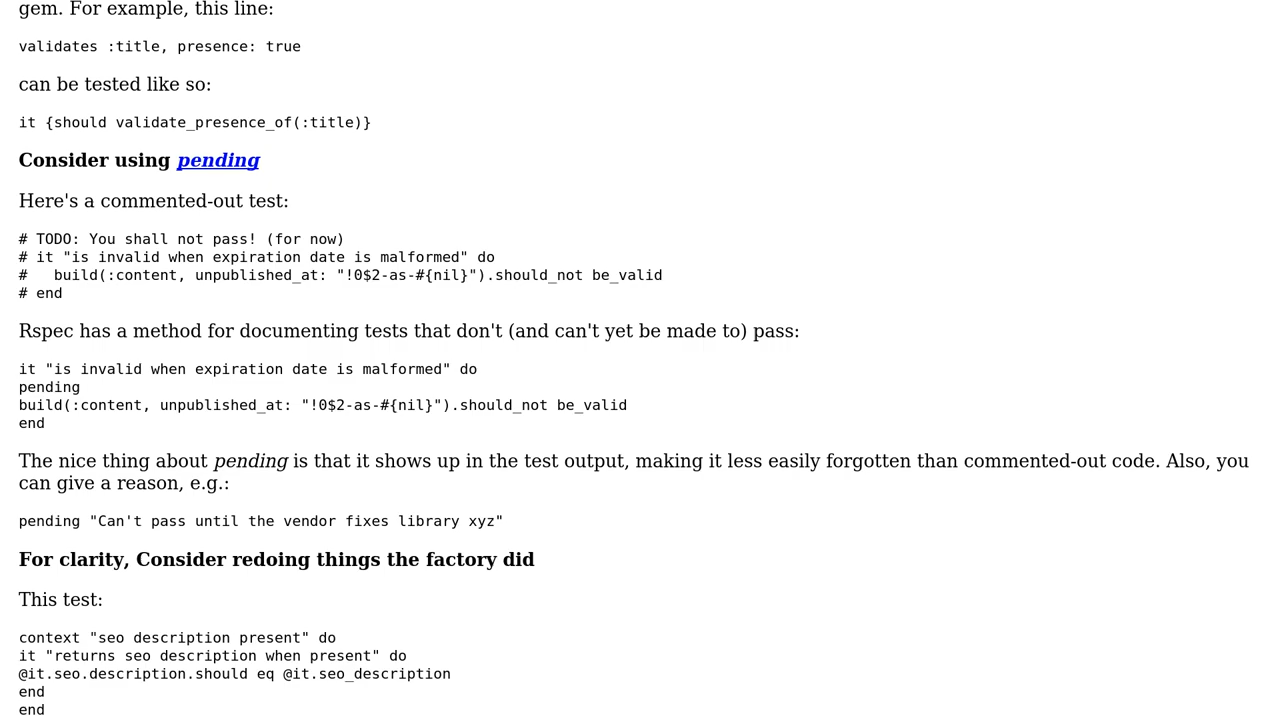 gem. For example, this line:
validates :title, presence: true
can be tested like so:
it {should validate_presence_of(:title)}
Consider using pending
Here's a commented-out test:
# TODO: You shall not pass! (for now)
# it "is invalid when expiration date is malformed" do
#   build(:content, unpublished_at: "!0$2-as-#{nil}").should_not be_valid
# end
Rspec has a method for documenting tests that don't (and can't yet be made to) pass:
it "is invalid when expiration date is malformed" do
pending
build(:content, unpublished_at: "!0$2-as-#{nil}").should_not be_valid
end
The nice thing about pending is that it shows up in the test output, making it less easily forgotten than commented-out code. Also, you
can give a reason, e.g.:
pending "Can't pass until the vendor fixes library xyz"
For clarity, Consider redoing things the factory did
This test:
context "seo description present" do
it "returns seo description when present" do
@it.seo.description.should eq @it.seo_description
end
end